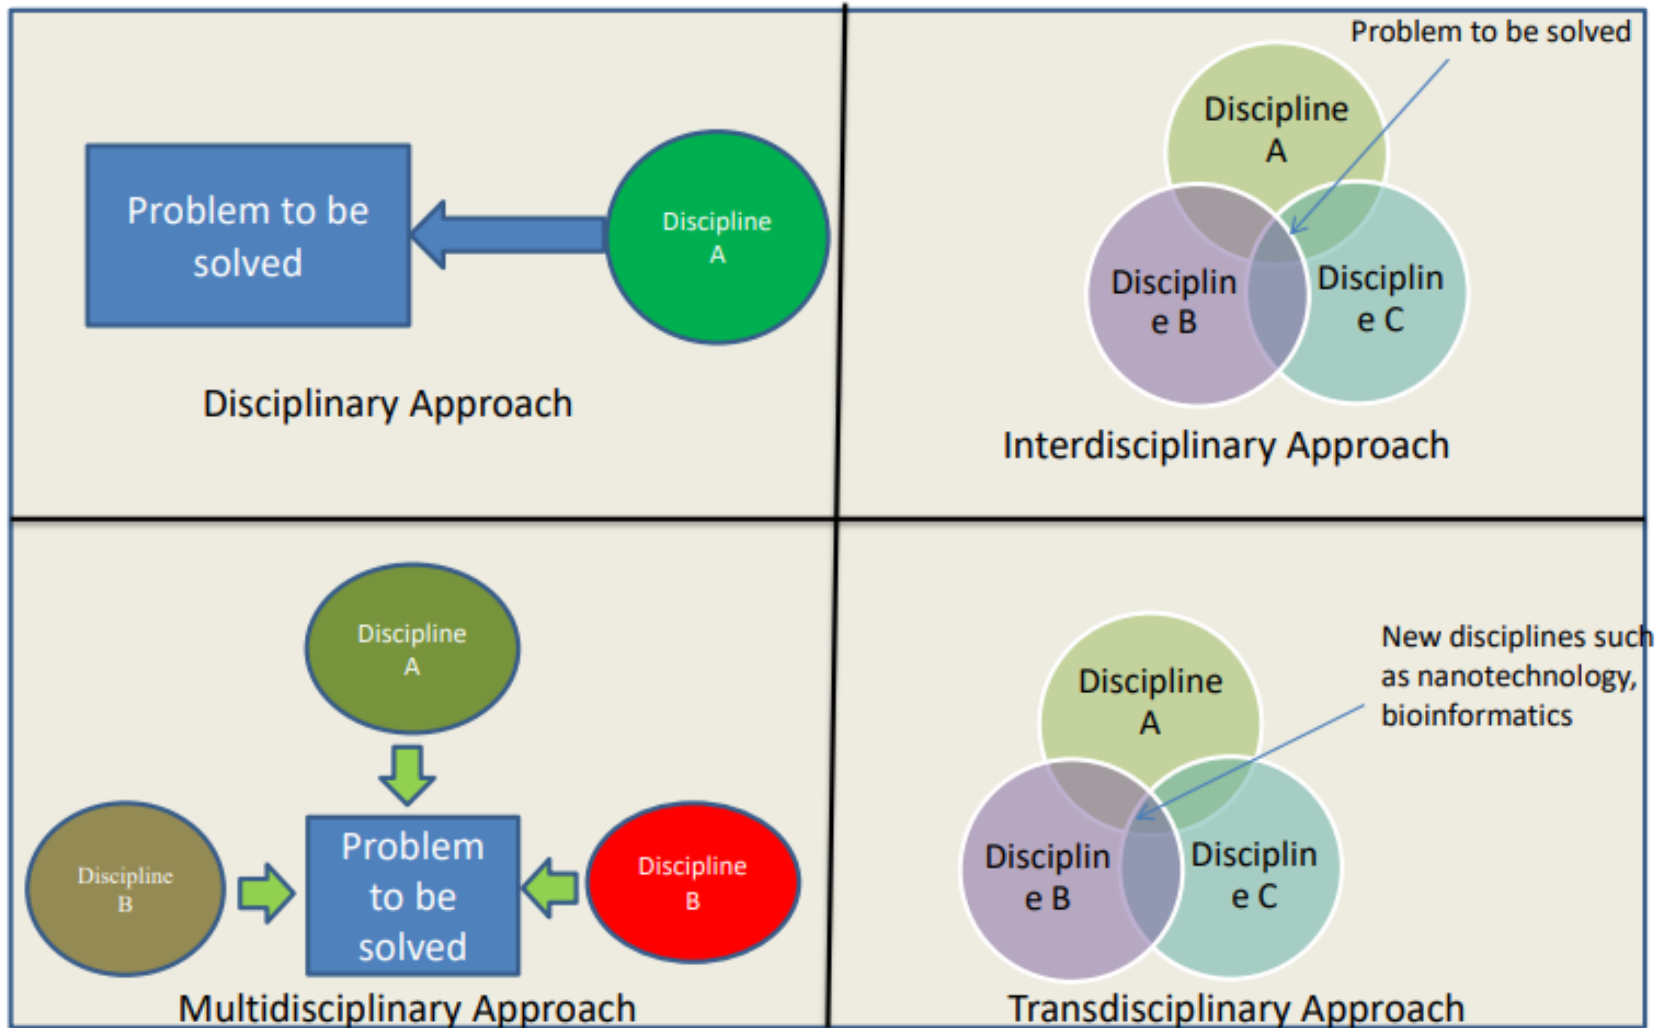 Problem to be
solved
Discipline
A
Disciplinary Approach
Problem to be solved
Discipline
A
Disciplin
e B
Disciplin
e C
Interdisciplinary Approach
Discipline
A
Discipline
B
Problem
to be
solved
Discipline
B
Multidisciplinary Approach
New disciplines such
as nanotechnology,
bioinformatics
Discipline
A
Disciplin
e B
Disciplin
e C
Transdisciplinary Approach